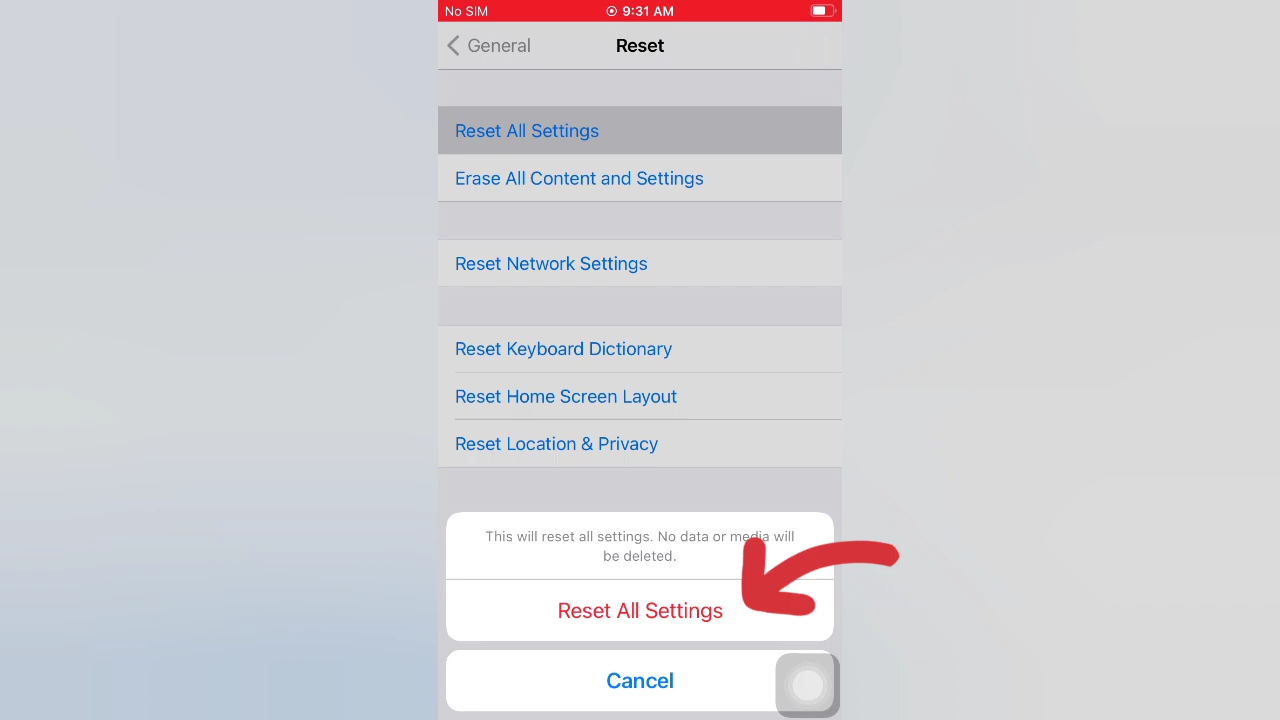 No SIM 9:31 AM
General Reset
Reset All Settings
Erase All Content and Settings
Reset Network Settings
Reset Keyboard Dictionary
Reset Home Screen Layout
Reset Location & Privacy
This will reset all settings. No data or media will
be deleted.
Reset All Settings
Cancel